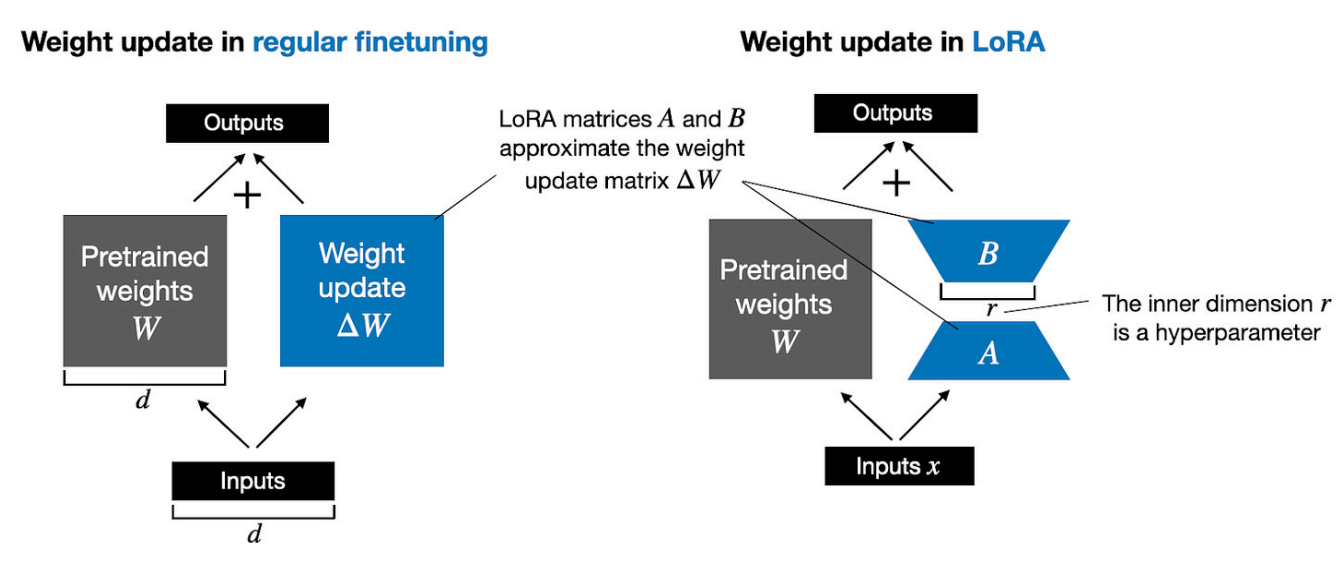 Weight update in regular finetuning
Outputs
+
Pretrained
weights
W
d
Weight
update
ΔW
Inputs
d
LoRA matrices A and B
approximate the weight
update matrix ΔW
Weight update in LoRA
Outputs
+
Pretrained
weights
W
B
r
A
Inputs x
The inner dimension r
is a hyperparameter